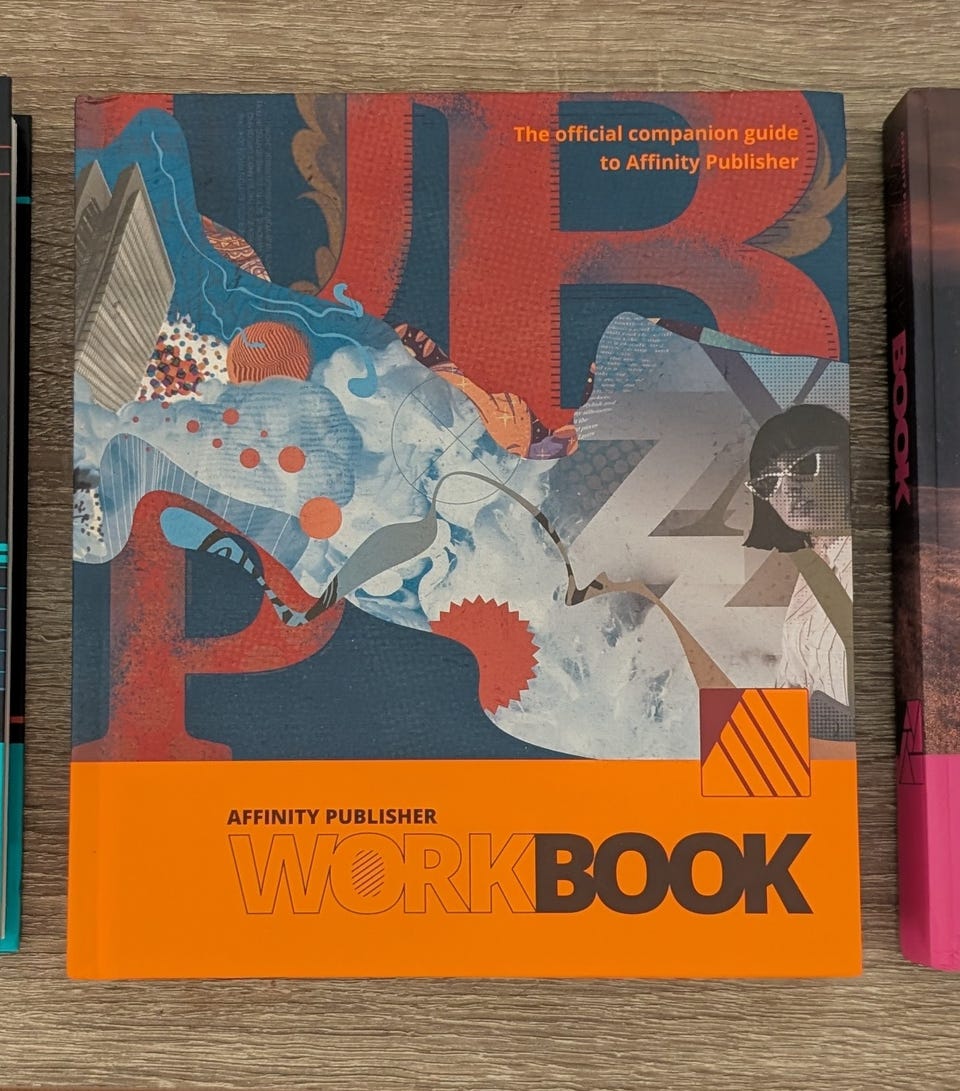 The official companion guide
to Affinity Publisher
AFFINITY PUBLISHER
WORKBOOK
BOOK